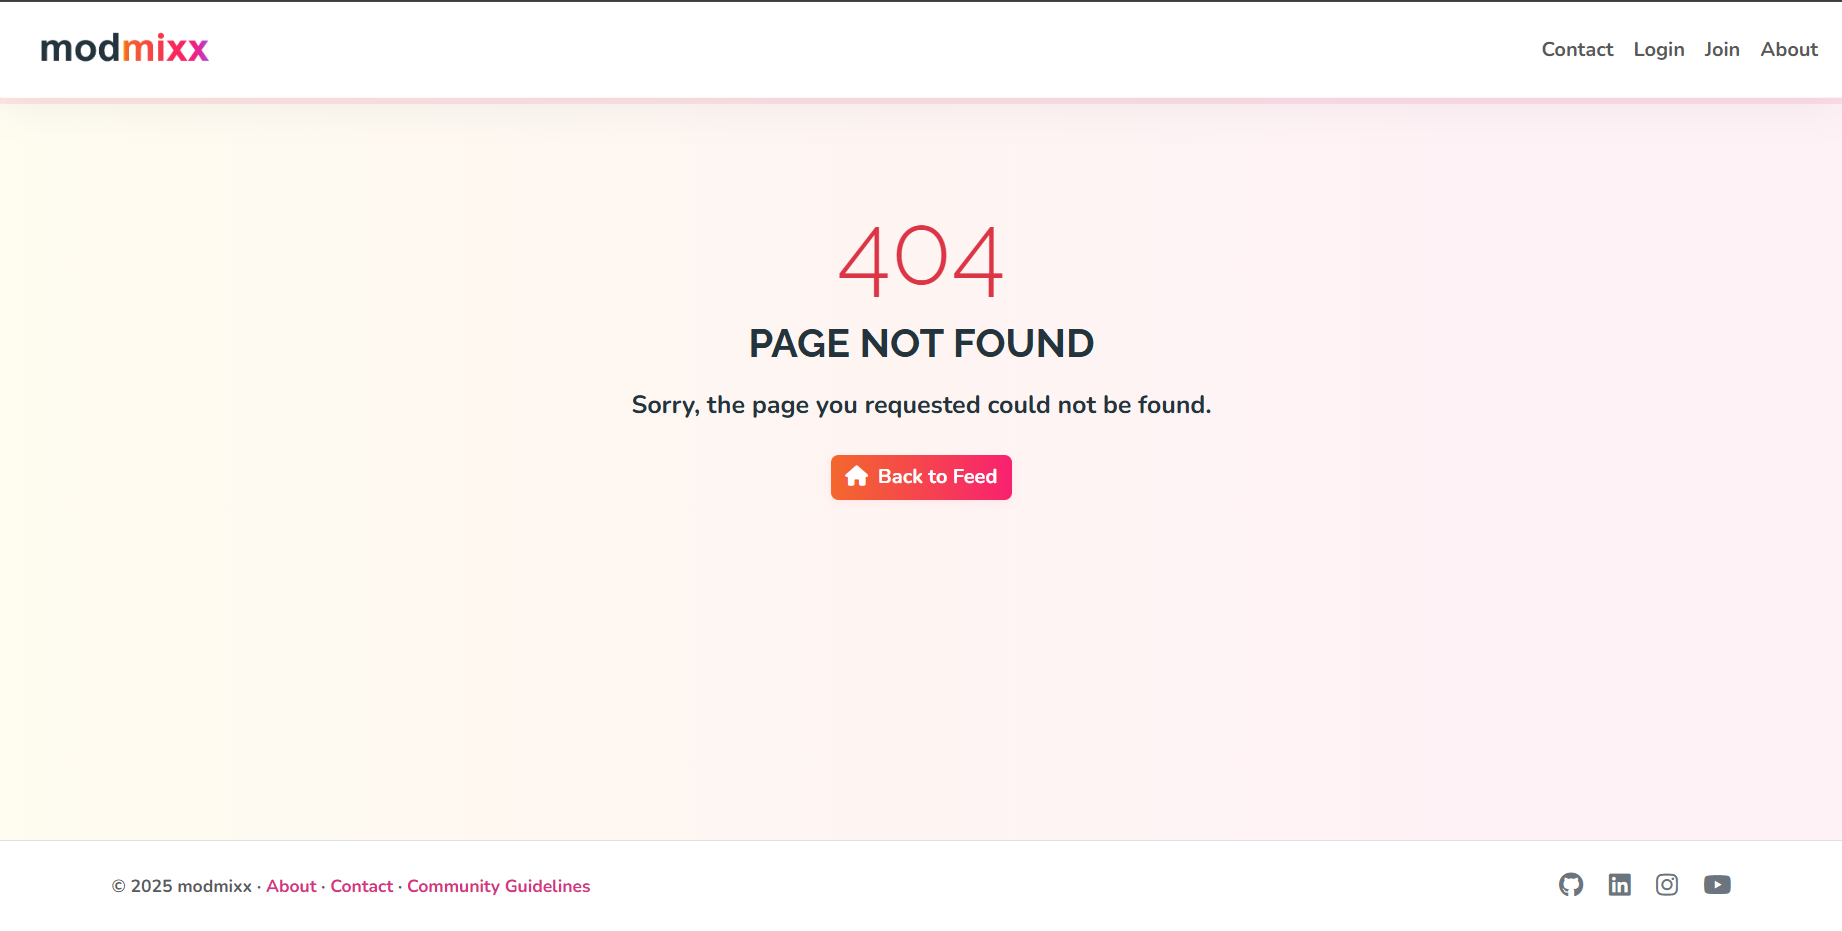 modmixx
Contact Login Join About
404
PAGE NOT FOUND
Sorry, the page you requested could not be found.
Back to Feed
© 2025 modmixx · About · Contact · Community Guidelines
in